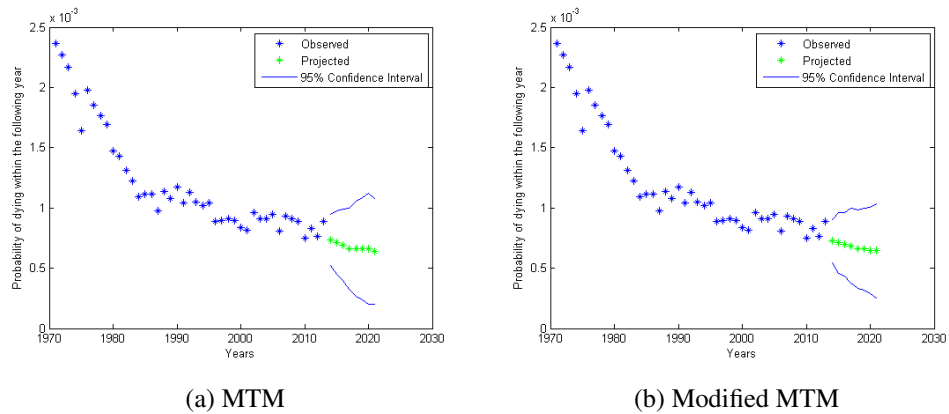 x 10⁻³
2.5
2
1.5
1
0.5
0
Probability of dying within the following year
1970 1980 1990 2000 2010 2020 2030
Years
Observed
Projected
95% Confidence Interval
(a) MTM
x 10⁻³
2.5
2
1.5
1
0.5
0
Probability of dying within the following year
1970 1980 1990 2000 2010 2020 2030
Years
Observed
Projected
95% Confidence Interval
(b) Modified MTM